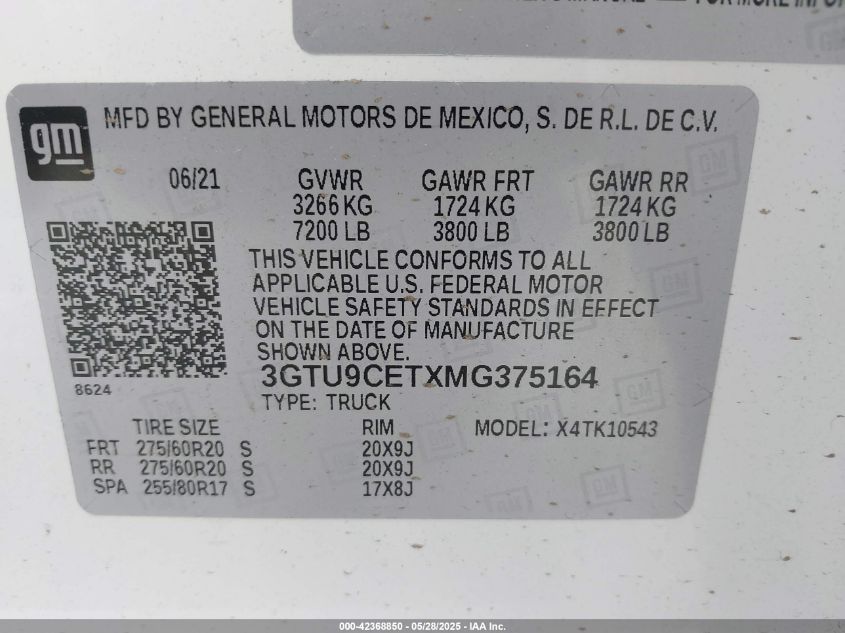 FOR MORE INFOR
gm
MFD BY GENERAL MOTORS DE MEXICO, S. DE R.L. DE C.V.
06/21 GVWR GAWR FRT GAWR RR
3266 KG 1724 KG 1724 KG
7200 LB 3800 LB 3800 LB
THIS VEHICLE CONFORMS TO ALL
APPLICABLE U.S. FEDERAL MOTOR
VEHICLE SAFETY STANDARDS IN EFFECT
ON THE DATE OF MANUFACTURE
SHOWN ABOVE.
8624
3GTU9CETXMG375164
TYPE: TRUCK
TIRE SIZE RIM MODEL: X4TK10543
FRT 275/60R20 S 20X9J
RR 275/60R20 S 20X9J
SPA 255/80R17 S 17X8J
000-42368850 / 05/28/2025 - IAA Inc.